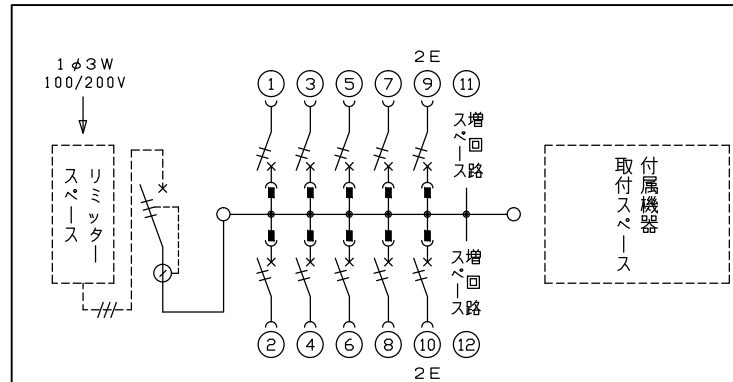 1φ3W
100/200V
リミッター
スペース
2E
1 3 5 7 9 11
増回路
スペース
付属機器
取付スペース
増回路
スペース
2 4 6 8 10 12
2E